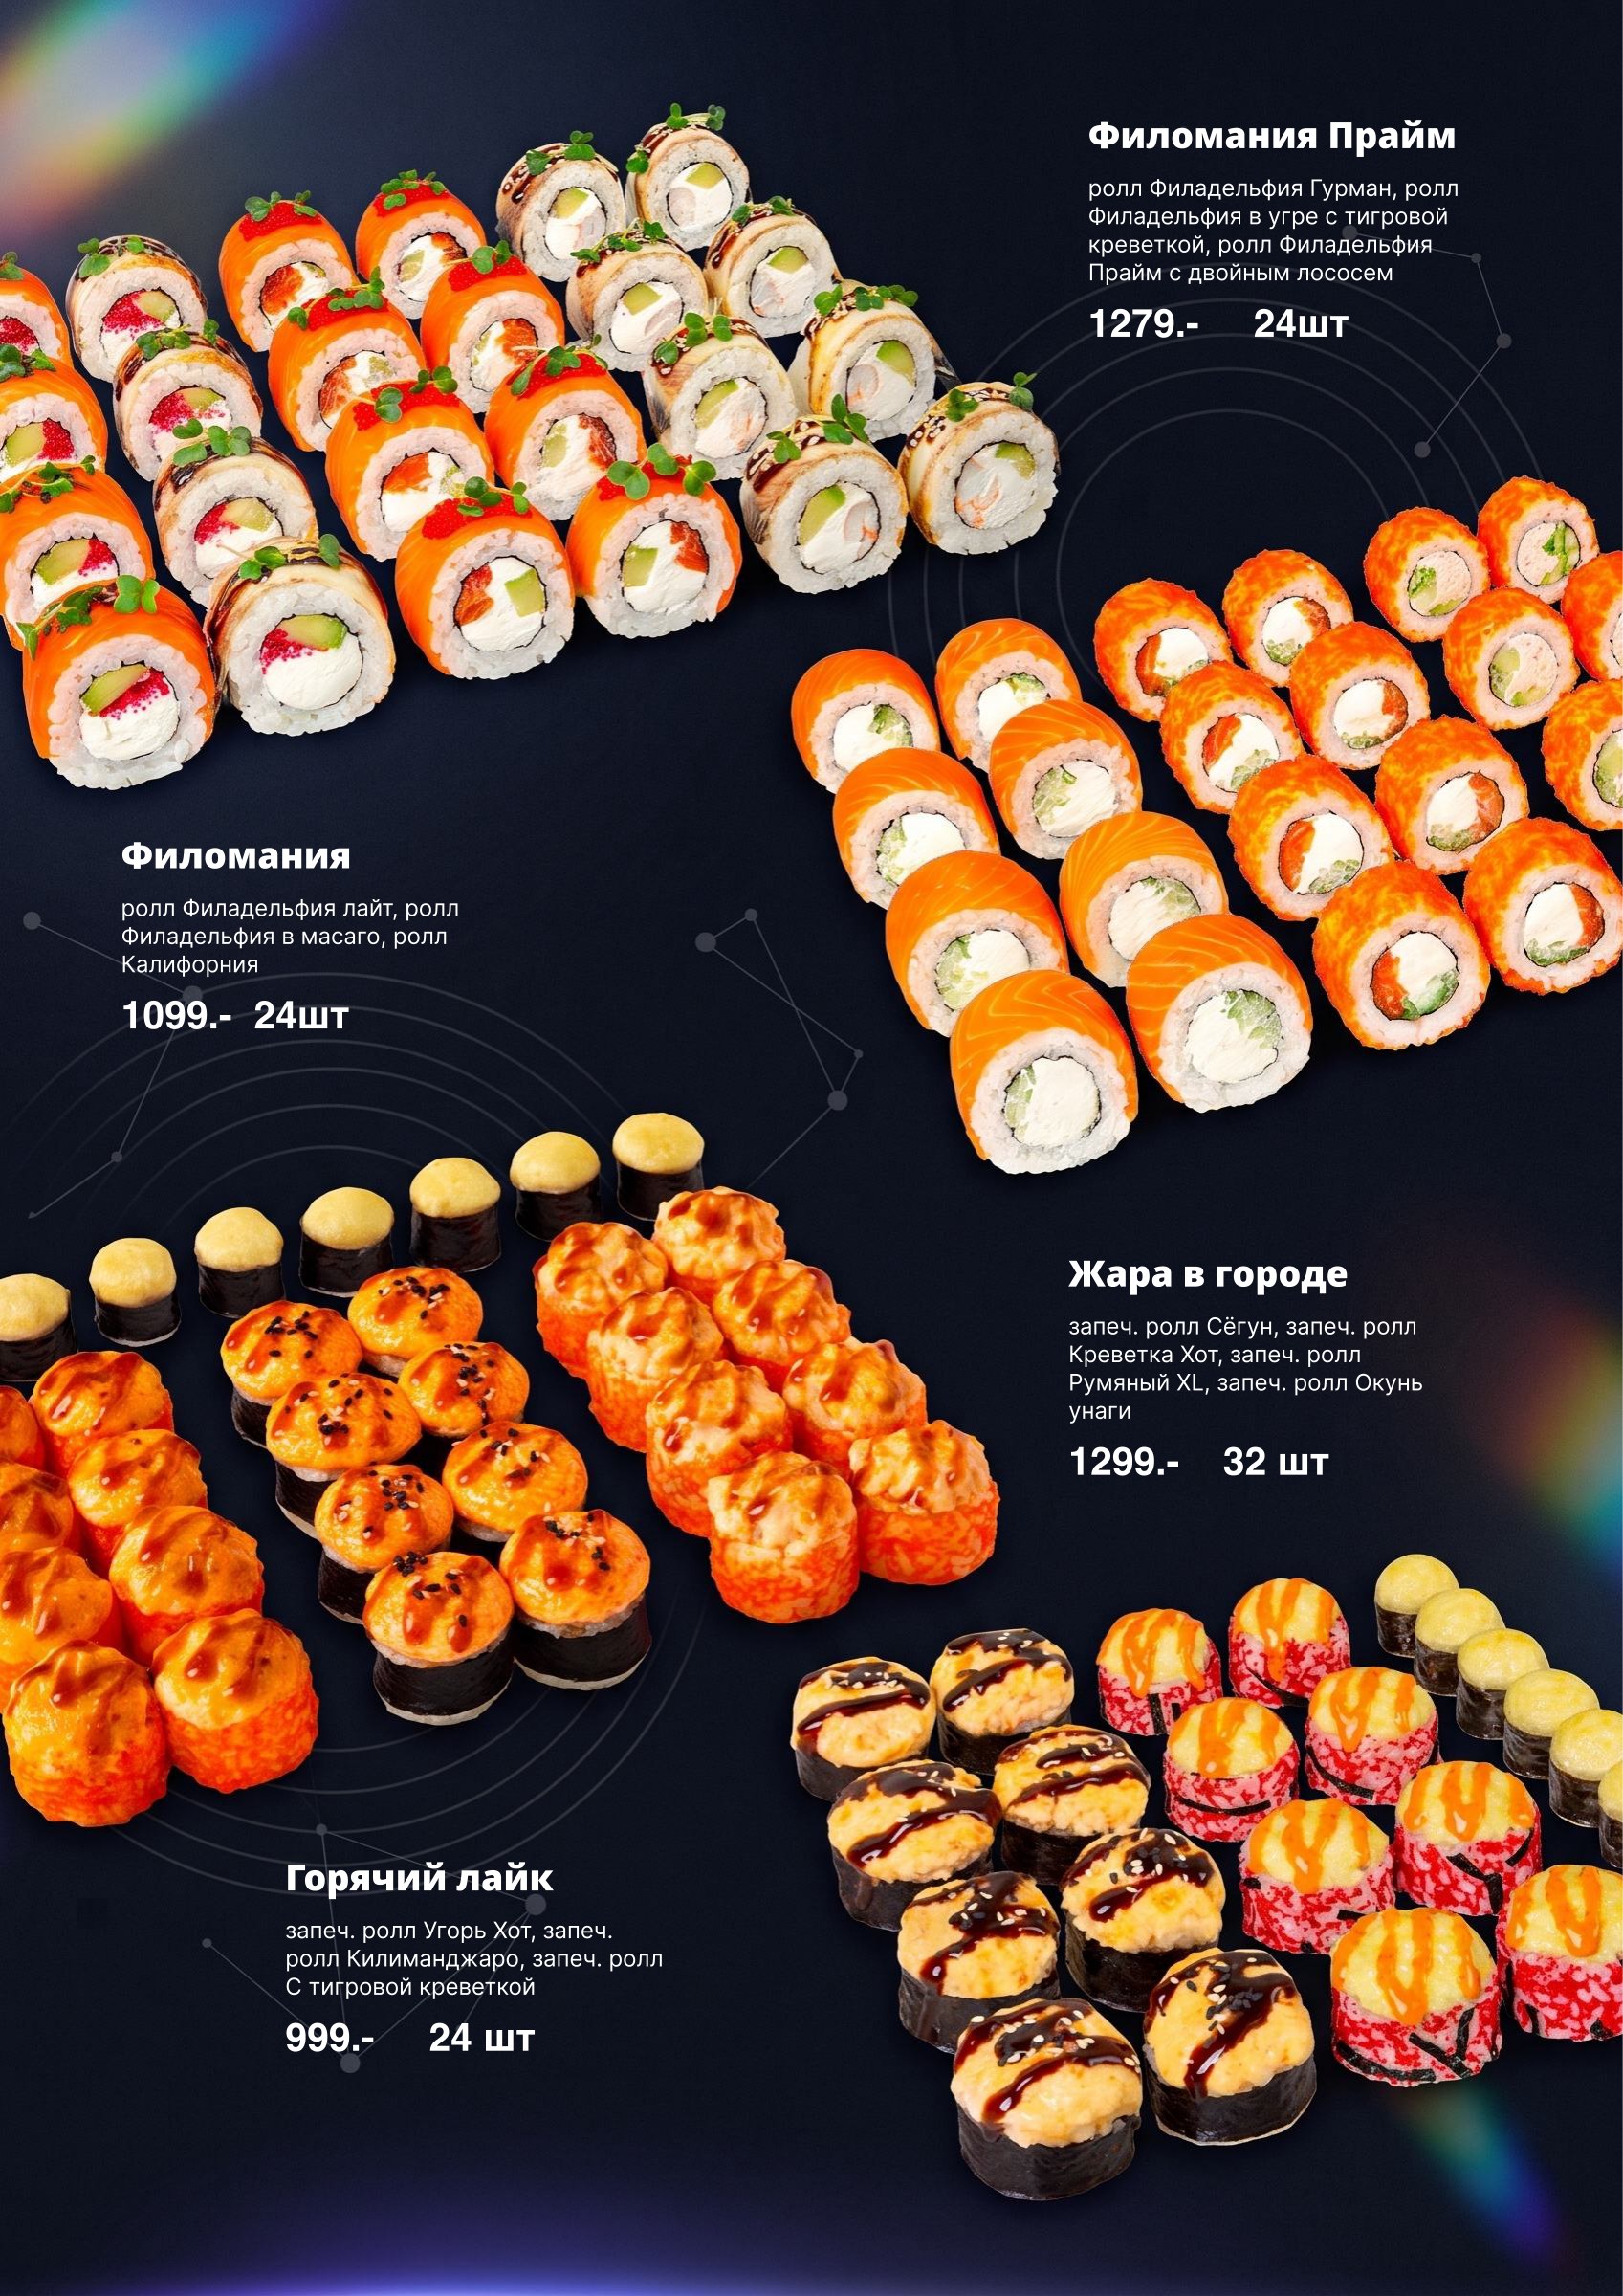 Филомания Прайм
ролл Филадельфия Гурман, ролл
Филадельфия в угре с тигровой
креветкой, ролл Филадельфия
Прайм с двойным лососем
1279.- 24шт
Филомания
ролл Филадельфия лайт, ролл
Филадельфия в масаго, ролл
Калифорния
1099.- 24шт
Жара в городе
запеч. ролл Сёгун, запеч. ролл
Креветка Хот, запеч. ролл
Румяный XL, запеч. ролл Окунь
унаги
1299.- 32 шт
Горячий лайк
запеч. ролл Угорь Хот, запеч.
ролл Килиманджаро, запеч. ролл
С тигровой креветкой
999.- 24 шт